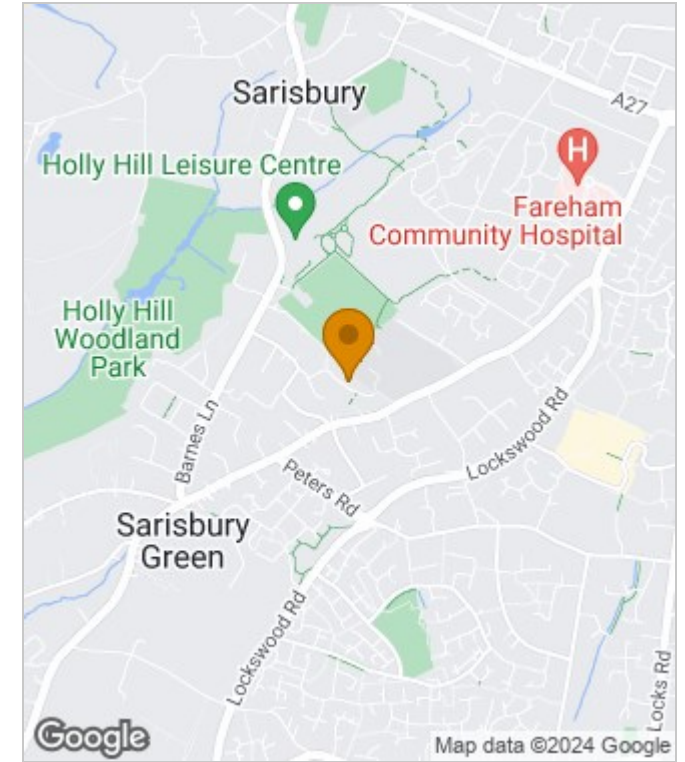 Sarisbury
A27
Holly Hill Leisure Centre
H
Fareham
Community Hospital
Holly Hill
Woodland
Park
Barnes Ln
Lockswood Rd
Peters Rd
Sarisbury
Green
Lockswood Rd
Locks Rd
Google
Map data ©2024 Google